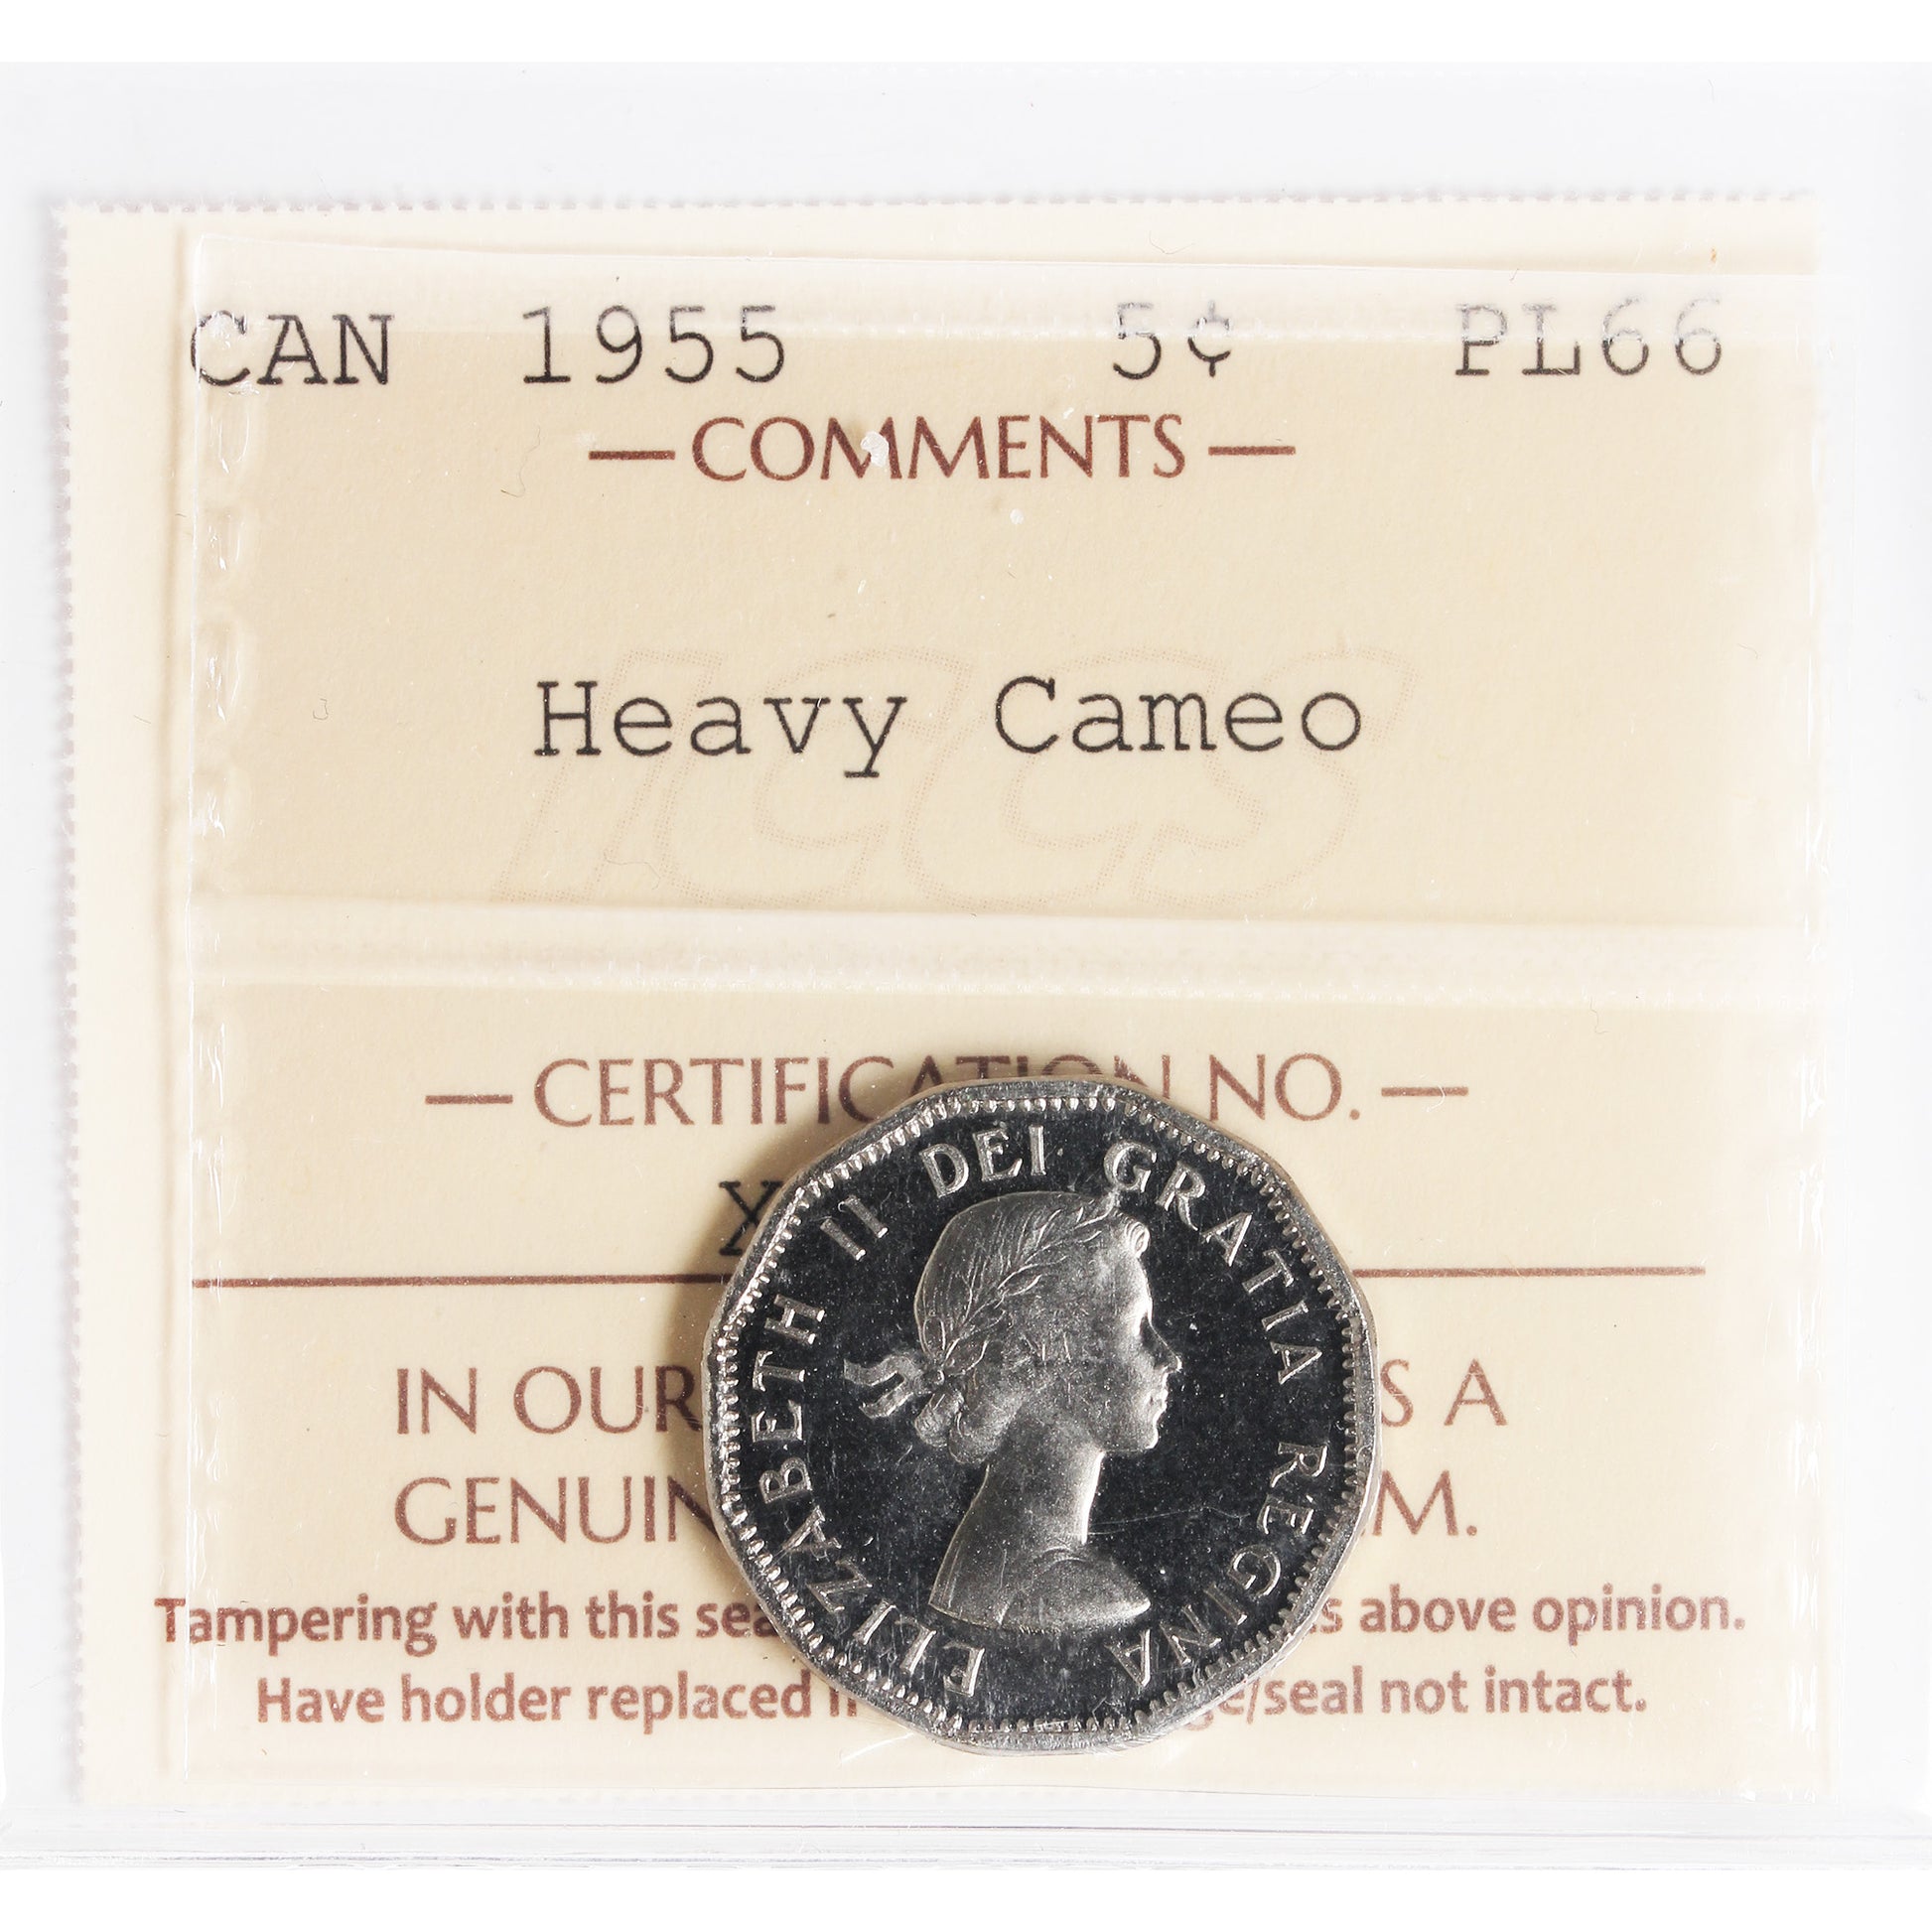 CAN 1955 5¢ PL66
— COMMENTS —
ICCS
Heavy Cameo
— CERTIFICATION NO. —
X
IN OUR S A
GENUIN M.
Tampering with this sea s above opinion.
Have holder replaced i ge/seal not intact.
ELIZABETH II DEI · GRATIA REGINA